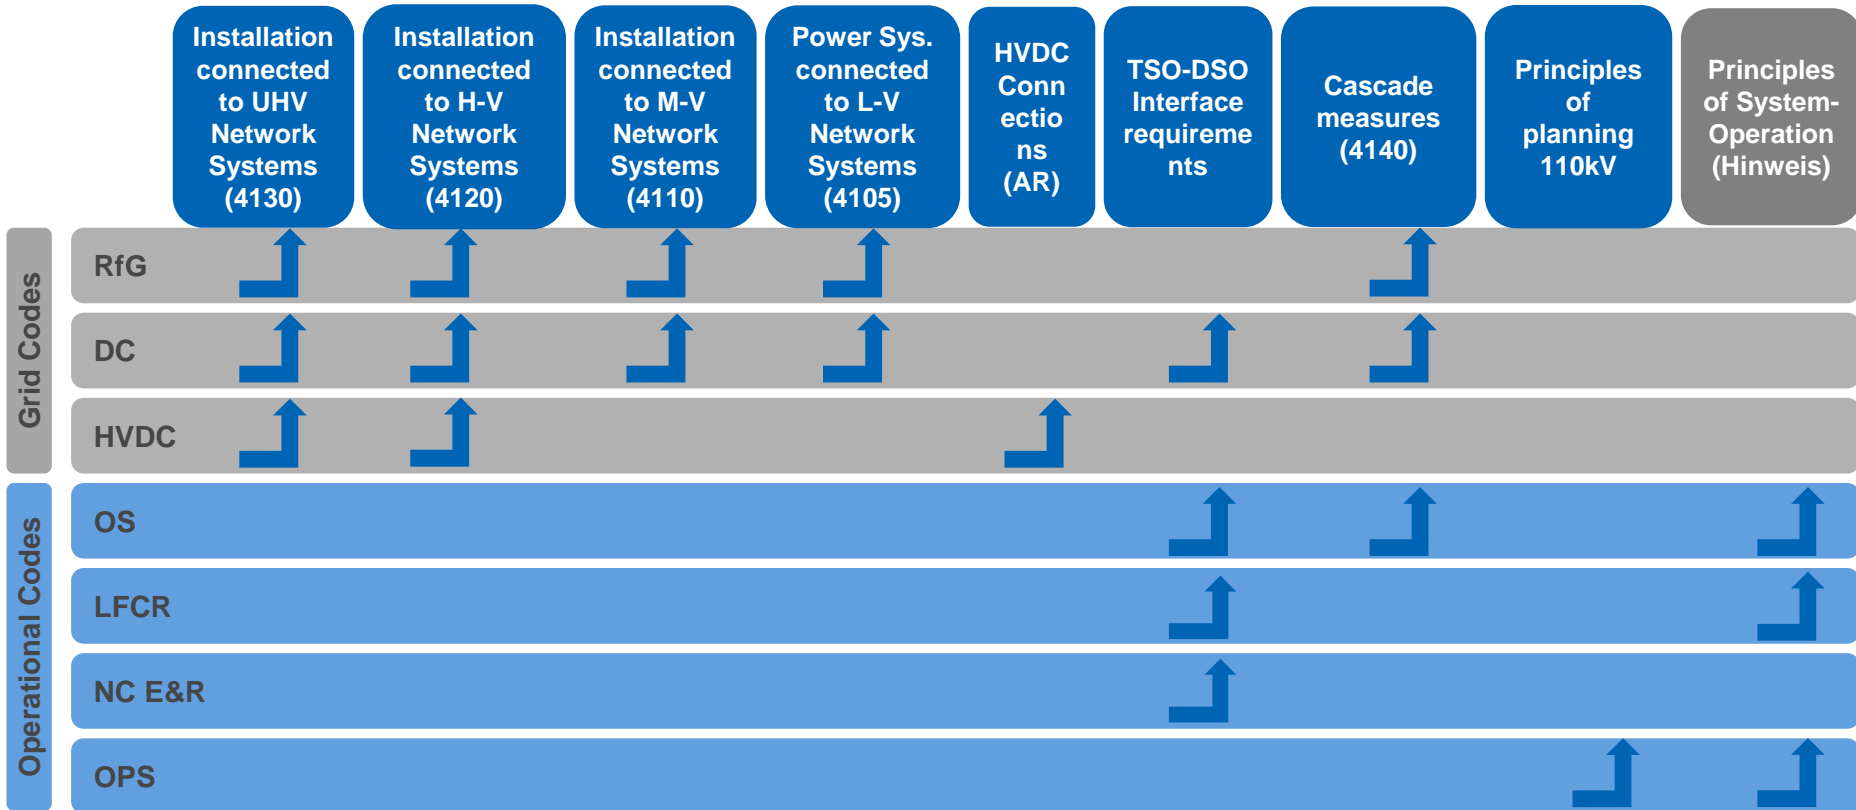 Installation
connected
to UHV
Network
Systems
(4130)
Installation
connected
to H-V
Network
Systems
(4120)
Installation
connected
to M-V
Network
Systems
(4110)
Power Sys.
connected
to L-V
Network
Systems
(4105)
HVDC
Conn
ectio
ns
(AR)
TSO-DSO
Interface
requireme
nts
Cascade
measures
(4140)
Principles
of
planning
110kV
Principles
of System-
Operation
(Hinweis)
Grid Codes
RfG
DC
HVDC
Operational Codes
OS
LFCR
NC E&R
OPS